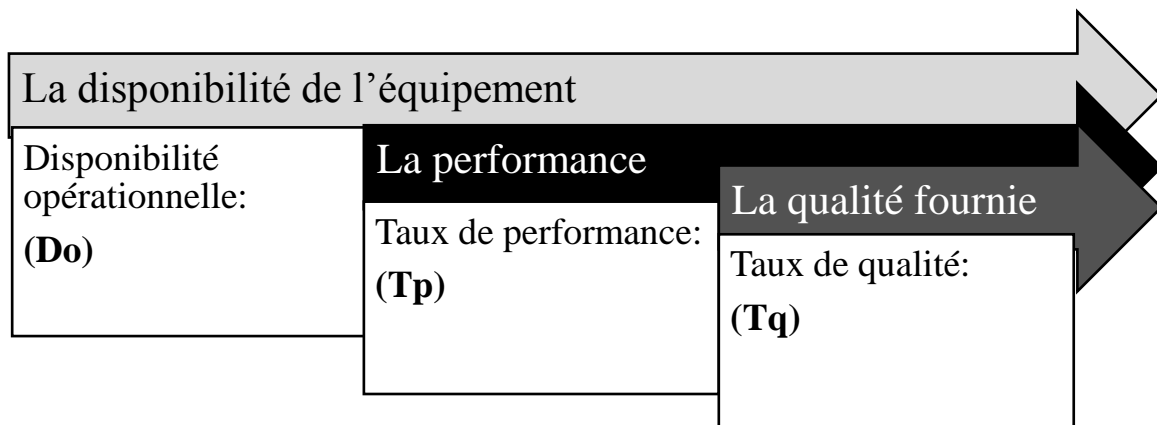 La disponibilité de l’équipement
Disponibilité
opérationnelle:
(Do)
La performance
Taux de performance:
(Tp)
La qualité fournie
Taux de qualité:
(Tq)